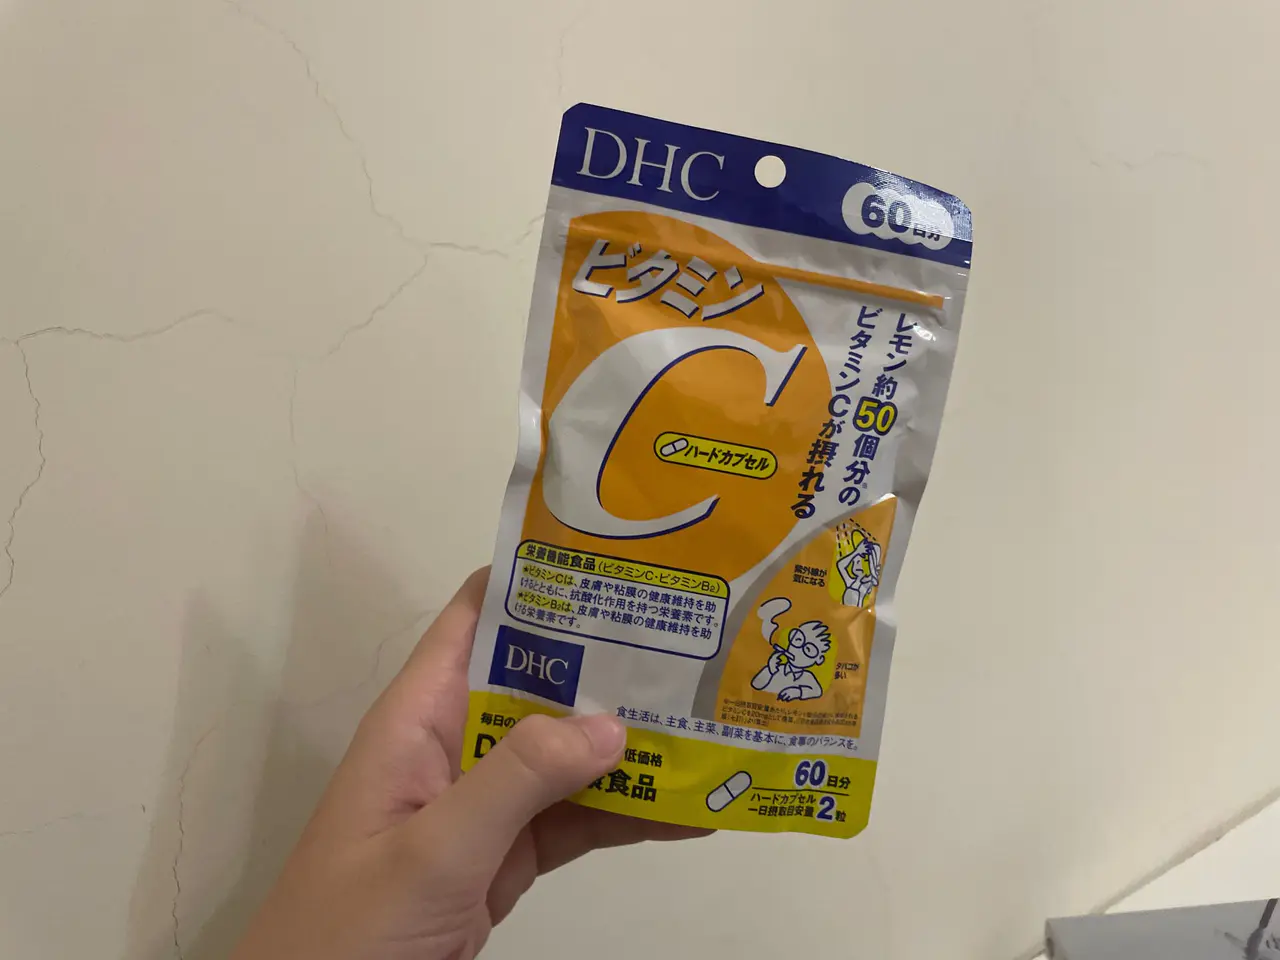 DHC
60日分
ビタミン
C
ハードカプセル
レモン約50個分の
ビタミンCが摂れる
栄養機能食品(ビタミンC・ビタミンB₂)
★ビタミンCは、皮膚や粘膜の健康維持を助
けるとともに、抗酸化作用を持つ栄養素です。
★ビタミンB₂は、皮膚や粘膜の健康維持を助
ける栄養素です。
紫外線が
気になる
タバコが
多い
DHC
食生活は、主食、主菜、副菜を基本に、食事のバランスを。
毎日の
低価格
D
食品
60日分
ハードカプセル
一日摂取目安量 2粒